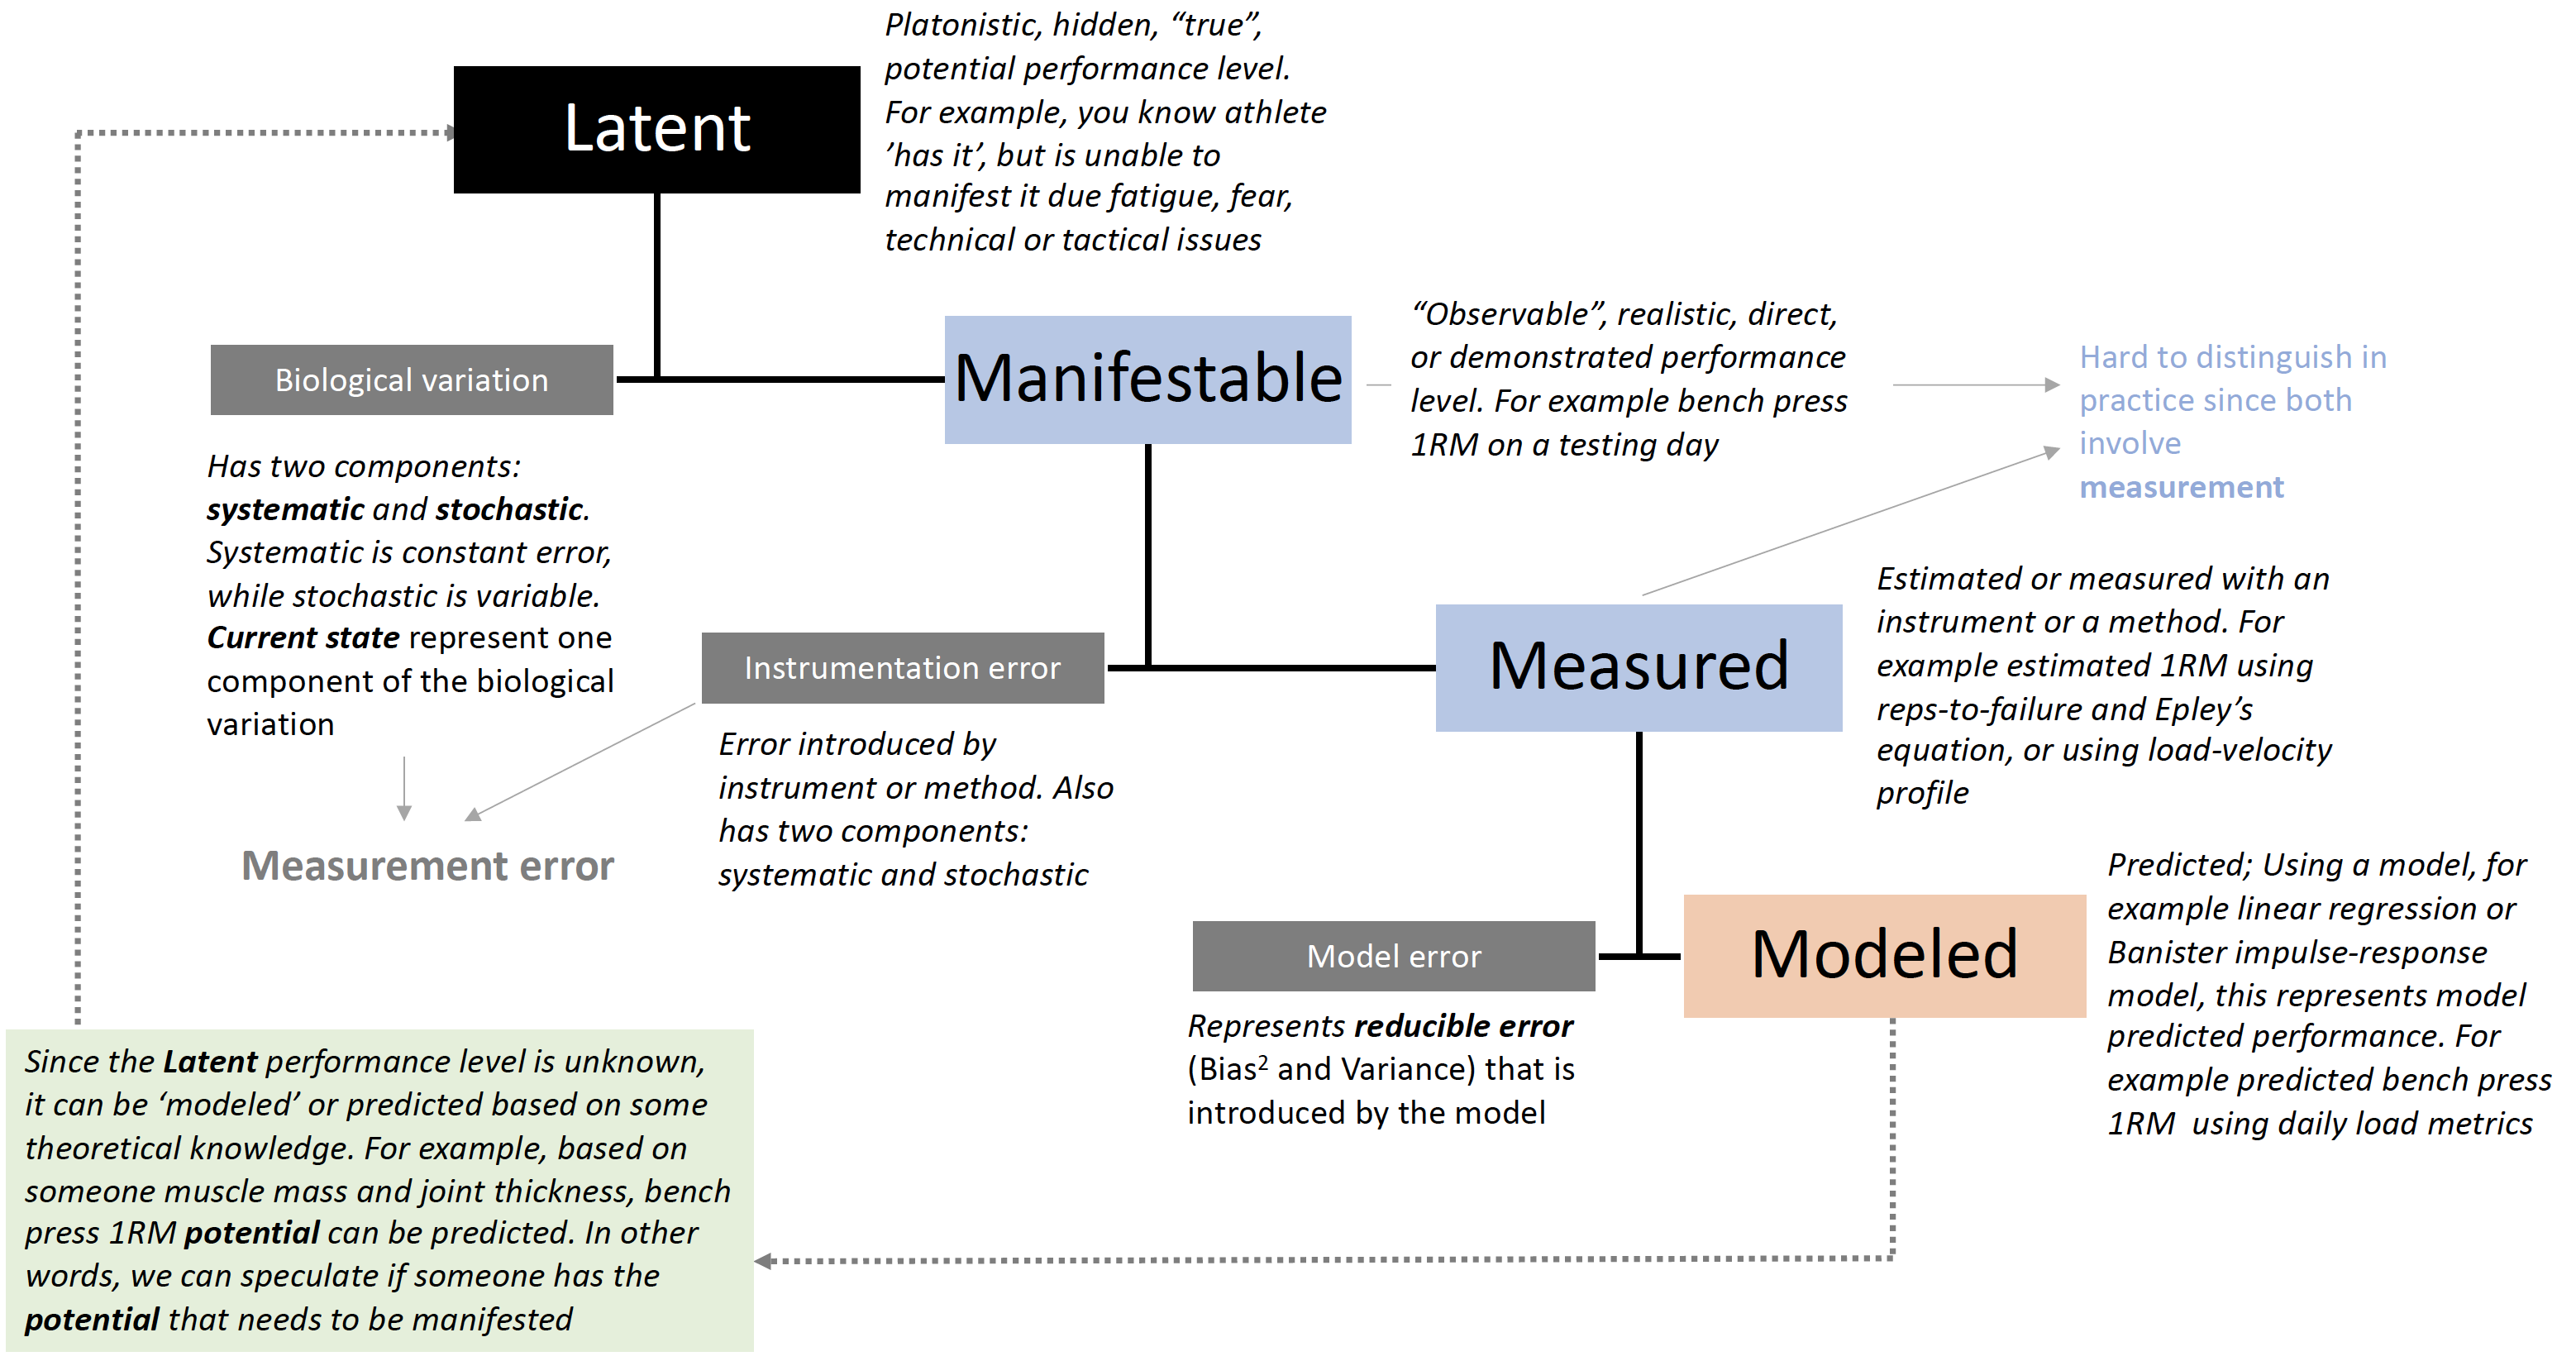 Platonistic, hidden, “true”,
potential performance level.
For example, you know athlete
’has it’, but is unable to
manifest it due fatigue, fear,
technical or tactical issues
Latent
“Observable”, realistic, direct,
or demonstrated performance
level. For example bench press
1RM on a testing day
Manifestable
Hard to distinguish in
practice since both
involve
measurement
Biological variation
Has two components:
systematic and stochastic.
Systematic is constant error,
while stochastic is variable.
Current state represent one
component of the biological
variation
Measured
Estimated or measured with an
instrument or a method. For
example estimated 1RM using
reps-to-failure and Epley’s
equation, or using load-velocity
profile
Instrumentation error
Error introduced by
instrument or method. Also
has two components:
systematic and stochastic
Measurement error
Modeled
Predicted; Using a model, for
example linear regression or
Banister impulse-response
model, this represents model
predicted performance. For
example predicted bench press
1RM  using daily load metrics
Model error
Represents reducible error
(Bias² and Variance) that is
introduced by the model
Since the Latent performance level is unknown,
it can be ‘modeled’ or predicted based on some
theoretical knowledge. For example, based on
someone muscle mass and joint thickness, bench
press 1RM potential can be predicted. In other
words, we can speculate if someone has the
potential that needs to be manifested